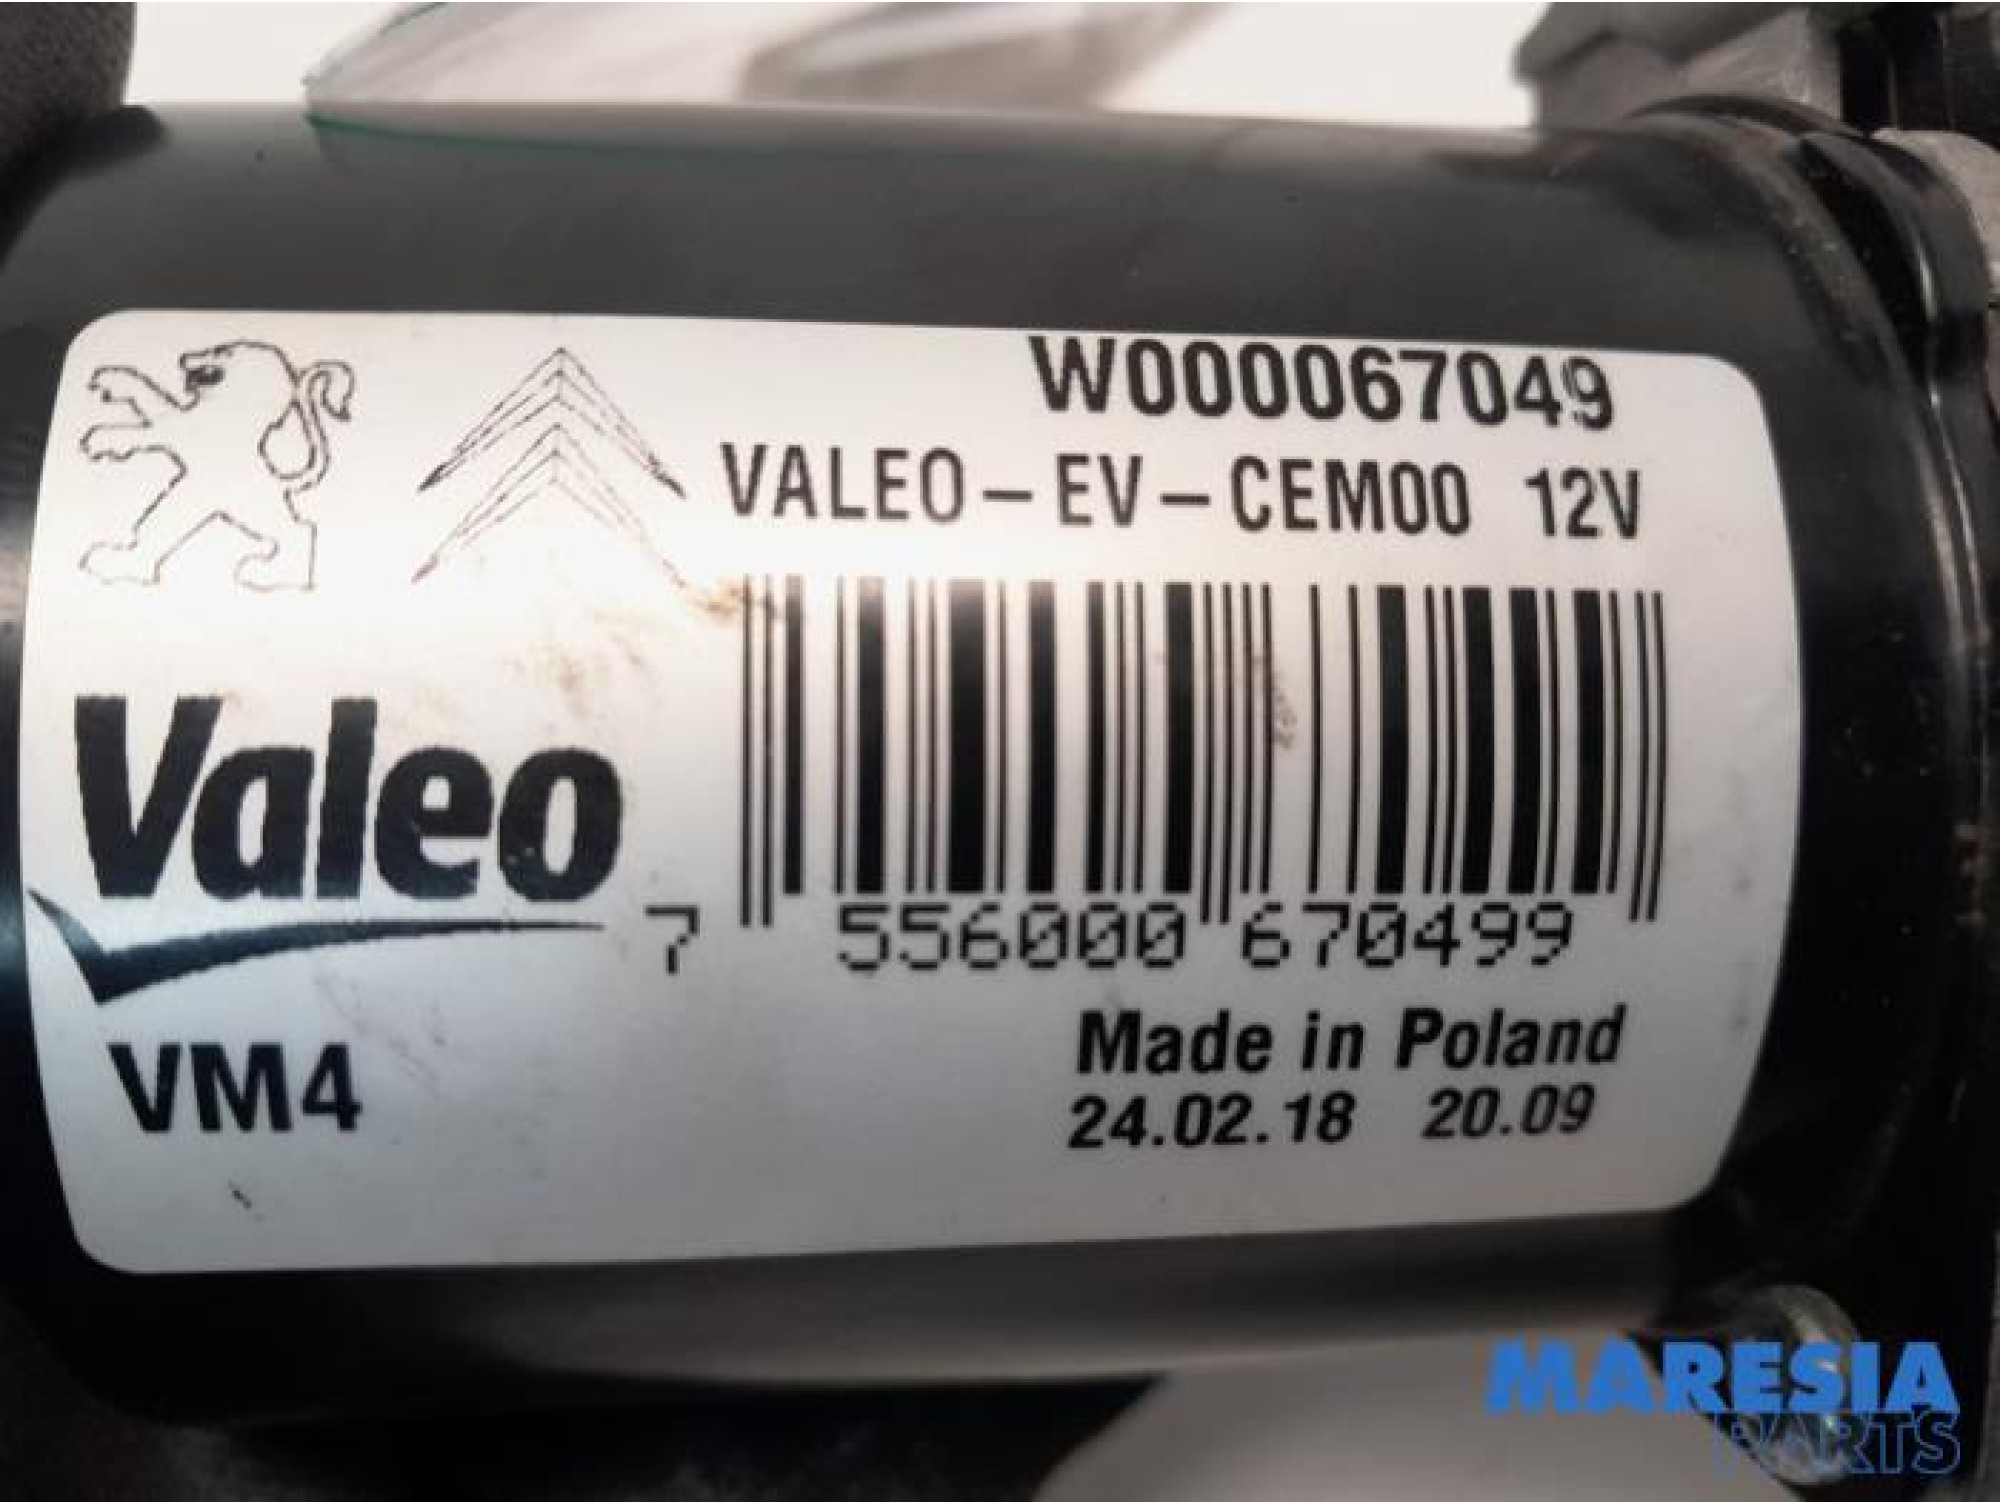 W000067049
VALEO-EV-CEM00 12V
Valeo
7 556000 670499
VM4
Made in Poland
24.02.18 20.09
MARESIA
PARTS